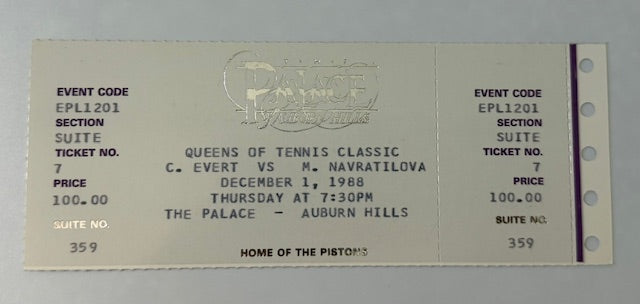 THE
PALACE
OF AUBURN HILLS
EVENT CODE
EPL1201
SECTION
SUITE
TICKET NO.
7
PRICE
100.00
SUITE NO.
359
QUEENS OF TENNIS CLASSIC
C. EVERT VS M. NAVRATILOVA
DECEMBER 1, 1988
THURSDAY AT 7:30PM
THE PALACE - AUBURN HILLS
HOME OF THE PISTONS
EVENT CODE
EPL1201
SECTION
SUITE
TICKET NO.
7
PRICE
100.00
SUITE NO.
359